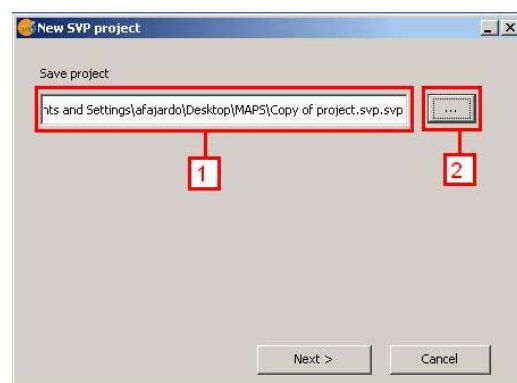 New SVP project
Save project
nts and Settings\afajardo\Desktop\MAPS\Copy of project.svp.svp
...
1
2
Next >
Cancel